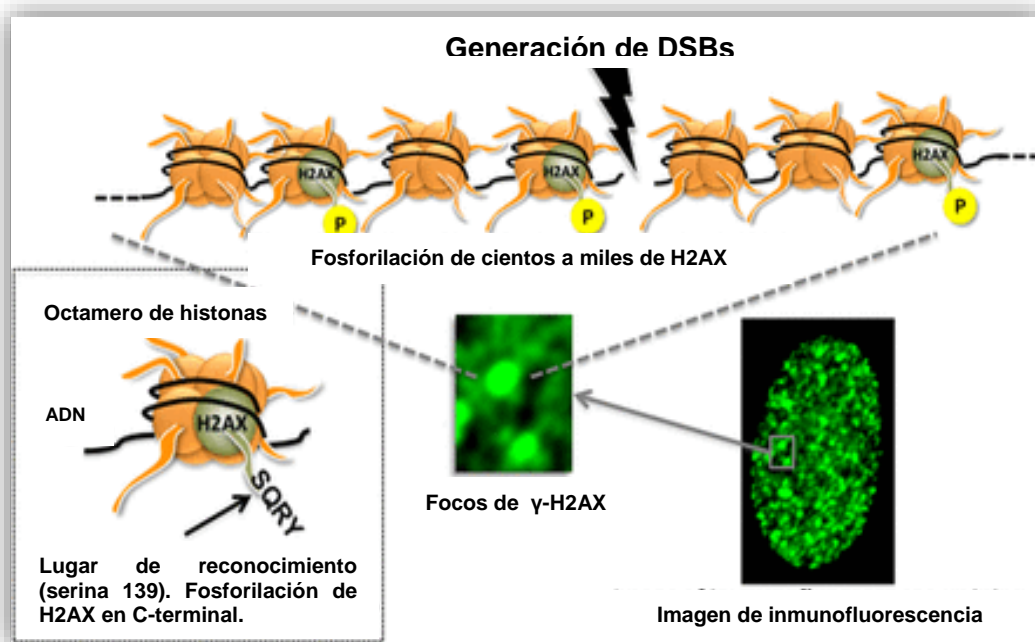 Generación de DSBs
H2AX
H2AX
H2AX
P
P
P
Fosforilación de cientos a miles de H2AX
Octamero de histonas
ADN
H2AX
SQRY
Lugar de reconocimiento
(serina 139). Fosforilación de
H2AX en C-terminal.
Focos de γ-H2AX
Imagen de inmunofluorescencia